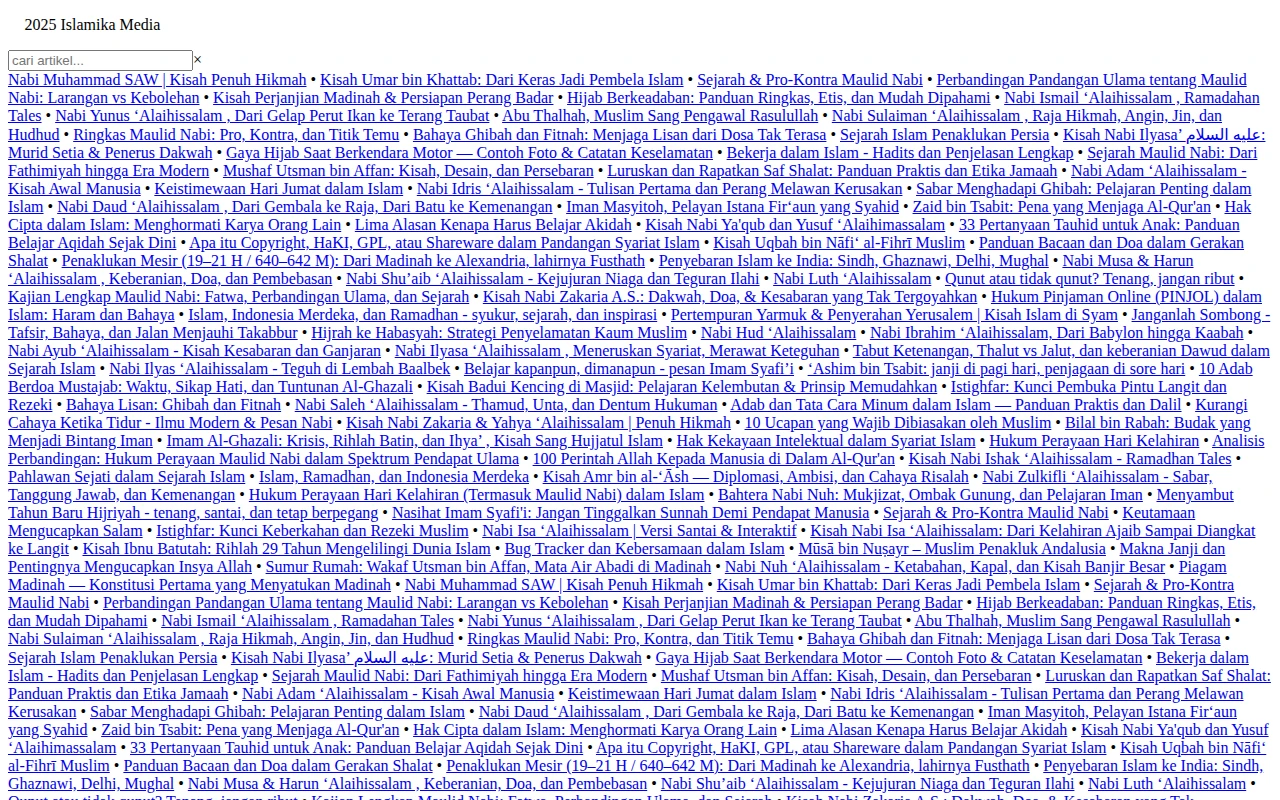 2025 Islamika Media
cari artikel... ×
Nabi Muhammad SAW | Kisah Penuh Hikmah • Kisah Umar bin Khattab: Dari Keras Jadi Pembela Islam • Sejarah & Pro-Kontra Maulid Nabi • Perbandingan Pandangan Ulama tentang Maulid
Nabi: Larangan vs Kebolehan • Kisah Perjanjian Madinah & Persiapan Perang Badar • Hijab Berkeadaban: Panduan Ringkas, Etis, dan Mudah Dipahami • Nabi Ismail ‘Alaihissalam , Ramadahan
Tales • Nabi Yunus ‘Alaihissalam , Dari Gelap Perut Ikan ke Terang Taubat • Abu Thalhah, Muslim Sang Pengawal Rasulullah • Nabi Sulaiman ‘Alaihissalam , Raja Hikmah, Angin, Jin, dan
Hudhud • Ringkas Maulid Nabi: Pro, Kontra, dan Titik Temu • Bahaya Ghibah dan Fitnah: Menjaga Lisan dari Dosa Tak Terasa • Sejarah Islam Penaklukan Persia • Kisah Nabi Ilyasa’ عليه السلام:
Murid Setia & Penerus Dakwah • Gaya Hijab Saat Berkendara Motor — Contoh Foto & Catatan Keselamatan • Bekerja dalam Islam - Hadits dan Penjelasan Lengkap • Sejarah Maulid Nabi: Dari
Fathimiyah hingga Era Modern • Mushaf Utsman bin Affan: Kisah, Desain, dan Persebaran • Luruskan dan Rapatkan Saf Shalat: Panduan Praktis dan Etika Jamaah • Nabi Adam ‘Alaihissalam -
Kisah Awal Manusia • Keistimewaan Hari Jumat dalam Islam • Nabi Idris ‘Alaihissalam - Tulisan Pertama dan Perang Melawan Kerusakan • Sabar Menghadapi Ghibah: Pelajaran Penting dalam
Islam • Nabi Daud ‘Alaihissalam , Dari Gembala ke Raja, Dari Batu ke Kemenangan • Iman Masyitoh, Pelayan Istana Fir‘aun yang Syahid • Zaid bin Tsabit: Pena yang Menjaga Al-Qur'an • Hak
Cipta dalam Islam: Menghormati Karya Orang Lain • Lima Alasan Kenapa Harus Belajar Akidah • Kisah Nabi Ya'qub dan Yusuf ‘Alaihimassalam • 33 Pertanyaan Tauhid untuk Anak: Panduan
Belajar Aqidah Sejak Dini • Apa itu Copyright, HaKI, GPL, atau Shareware dalam Pandangan Syariat Islam • Kisah Uqbah bin Nāfi‘ al-Fihrī Muslim • Panduan Bacaan dan Doa dalam Gerakan
Shalat • Penaklukan Mesir (19–21 H / 640–642 M): Dari Madinah ke Alexandria, lahirnya Fusthath • Penyebaran Islam ke India: Sindh, Ghaznawi, Delhi, Mughal • Nabi Musa & Harun
‘Alaihissalam , Keberanian, Doa, dan Pembebasan • Nabi Shu’aib ‘Alaihissalam - Kejujuran Niaga dan Teguran Ilahi • Nabi Luth ‘Alaihissalam • Qunut atau tidak qunut? Tenang, jangan ribut •
Kajian Lengkap Maulid Nabi: Fatwa, Perbandingan Ulama, dan Sejarah • Kisah Nabi Zakaria A.S.: Dakwah, Doa, & Kesabaran yang Tak Tergoyahkan • Hukum Pinjaman Online (PINJOL) dalam
Islam: Haram dan Bahaya • Islam, Indonesia Merdeka, dan Ramadhan - syukur, sejarah, dan inspirasi • Pertempuran Yarmuk & Penyerahan Yerusalem | Kisah Islam di Syam • Janganlah Sombong -
Tafsir, Bahaya, dan Jalan Menjauhi Takabbur • Hijrah ke Habasyah: Strategi Penyelamatan Kaum Muslim • Nabi Hud ‘Alaihissalam • Nabi Ibrahim ‘Alaihissalam, Dari Babylon hingga Kaabah •
Nabi Ayub ‘Alaihissalam - Kisah Kesabaran dan Ganjaran • Nabi Ilyasa ‘Alaihissalam , Meneruskan Syariat, Merawat Keteguhan • Tabut Ketenangan, Thalut vs Jalut, dan keberanian Dawud dalam
Sejarah Islam • Nabi Ilyas ‘Alaihissalam - Teguh di Lembah Baalbek • Belajar kapanpun, dimanapun - pesan Imam Syafi’i • ‘Ashim bin Tsabit: janji di pagi hari, penjagaan di sore hari • 10 Adab
Berdoa Mustajab: Waktu, Sikap Hati, dan Tuntunan Al-Ghazali • Kisah Badui Kencing di Masjid: Pelajaran Kelembutan & Prinsip Memudahkan • Istighfar: Kunci Pembuka Pintu Langit dan
Rezeki • Bahaya Lisan: Ghibah dan Fitnah • Nabi Saleh ‘Alaihissalam - Thamud, Unta, dan Dentum Hukuman • Adab dan Tata Cara Minum dalam Islam — Panduan Praktis dan Dalil • Kurangi
Cahaya Ketika Tidur - Ilmu Modern & Pesan Nabi • Kisah Nabi Zakaria & Yahya ‘Alaihissalam | Penuh Hikmah • 10 Ucapan yang Wajib Dibiasakan oleh Muslim • Bilal bin Rabah: Budak yang
Menjadi Bintang Iman • Imam Al-Ghazali: Krisis, Rihlah Batin, dan Ihya’ , Kisah Sang Hujjatul Islam • Hak Kekayaan Intelektual dalam Syariat Islam • Hukum Perayaan Hari Kelahiran • Analisis
Perbandingan: Hukum Perayaan Maulid Nabi dalam Spektrum Pendapat Ulama • 100 Perintah Allah Kepada Manusia di Dalam Al-Qur'an • Kisah Nabi Ishak ‘Alaihissalam - Ramadhan Tales •
Pahlawan Sejati dalam Sejarah Islam • Islam, Ramadhan, dan Indonesia Merdeka • Kisah Amr bin al-‘Āsh — Diplomasi, Ambisi, dan Cahaya Risalah • Nabi Zulkifli ‘Alaihissalam - Sabar,
Tanggung Jawab, dan Kemenangan • Hukum Perayaan Hari Kelahiran (Termasuk Maulid Nabi) dalam Islam • Bahtera Nabi Nuh: Mukjizat, Ombak Gunung, dan Pelajaran Iman • Menyambut
Tahun Baru Hijriyah - tenang, santai, dan tetap berpegang • Nasihat Imam Syafi'i: Jangan Tinggalkan Sunnah Demi Pendapat Manusia • Sejarah & Pro-Kontra Maulid Nabi • Keutamaan
Mengucapkan Salam • Istighfar: Kunci Keberkahan dan Rezeki Muslim • Nabi Isa ‘Alaihissalam | Versi Santai & Interaktif • Kisah Nabi Isa ‘Alaihissalam: Dari Kelahiran Ajaib Sampai Diangkat
ke Langit • Kisah Ibnu Batutah: Rihlah 29 Tahun Mengelilingi Dunia Islam • Bug Tracker dan Kebersamaan dalam Islam • Mūsā bin Nuṣayr – Muslim Penakluk Andalusia • Makna Janji dan
Pentingnya Mengucapkan Insya Allah • Sumur Rumah: Wakaf Utsman bin Affan, Mata Air Abadi di Madinah • Nabi Nuh ‘Alaihissalam - Ketabahan, Kapal, dan Kisah Banjir Besar • Piagam
Madinah — Konstitusi Pertama yang Menyatukan Madinah • Nabi Muhammad SAW | Kisah Penuh Hikmah • Kisah Umar bin Khattab: Dari Keras Jadi Pembela Islam • Sejarah & Pro-Kontra
Maulid Nabi • Perbandingan Pandangan Ulama tentang Maulid Nabi: Larangan vs Kebolehan • Kisah Perjanjian Madinah & Persiapan Perang Badar • Hijab Berkeadaban: Panduan Ringkas, Etis,
dan Mudah Dipahami • Nabi Ismail ‘Alaihissalam , Ramadahan Tales • Nabi Yunus ‘Alaihissalam , Dari Gelap Perut Ikan ke Terang Taubat • Abu Thalhah, Muslim Sang Pengawal Rasulullah •
Nabi Sulaiman ‘Alaihissalam , Raja Hikmah, Angin, Jin, dan Hudhud • Ringkas Maulid Nabi: Pro, Kontra, dan Titik Temu • Bahaya Ghibah dan Fitnah: Menjaga Lisan dari Dosa Tak Terasa •
Sejarah Islam Penaklukan Persia • Kisah Nabi Ilyasa’ عليه السلام: Murid Setia & Penerus Dakwah • Gaya Hijab Saat Berkendara Motor — Contoh Foto & Catatan Keselamatan • Bekerja dalam
Islam - Hadits dan Penjelasan Lengkap • Sejarah Maulid Nabi: Dari Fathimiyah hingga Era Modern • Mushaf Utsman bin Affan: Kisah, Desain, dan Persebaran • Luruskan dan Rapatkan Saf Shalat:
Panduan Praktis dan Etika Jamaah • Nabi Adam ‘Alaihissalam - Kisah Awal Manusia • Keistimewaan Hari Jumat dalam Islam • Nabi Idris ‘Alaihissalam - Tulisan Pertama dan Perang Melawan
Kerusakan • Sabar Menghadapi Ghibah: Pelajaran Penting dalam Islam • Nabi Daud ‘Alaihissalam , Dari Gembala ke Raja, Dari Batu ke Kemenangan • Iman Masyitoh, Pelayan Istana Fir‘aun
yang Syahid • Zaid bin Tsabit: Pena yang Menjaga Al-Qur'an • Hak Cipta dalam Islam: Menghormati Karya Orang Lain • Lima Alasan Kenapa Harus Belajar Akidah • Kisah Nabi Ya'qub dan Yusuf
‘Alaihimassalam • 33 Pertanyaan Tauhid untuk Anak: Panduan Belajar Aqidah Sejak Dini • Apa itu Copyright, HaKI, GPL, atau Shareware dalam Pandangan Syariat Islam • Kisah Uqbah bin Nāfi‘
al-Fihrī Muslim • Panduan Bacaan dan Doa dalam Gerakan Shalat • Penaklukan Mesir (19–21 H / 640–642 M): Dari Madinah ke Alexandria, lahirnya Fusthath • Penyebaran Islam ke India: Sindh,
Ghaznawi, Delhi, Mughal • Nabi Musa & Harun ‘Alaihissalam , Keberanian, Doa, dan Pembebasan • Nabi Shu’aib ‘Alaihissalam - Kejujuran Niaga dan Teguran Ilahi • Nabi Luth ‘Alaihissalam •